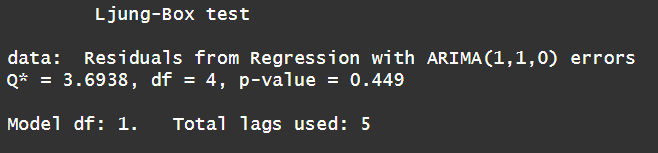 Ljung-Box test
data:  Residuals from Regression with ARIMA(1,1,0) errors
Q* = 3.6938, df = 4, p-value = 0.449
Model df: 1.   Total lags used: 5